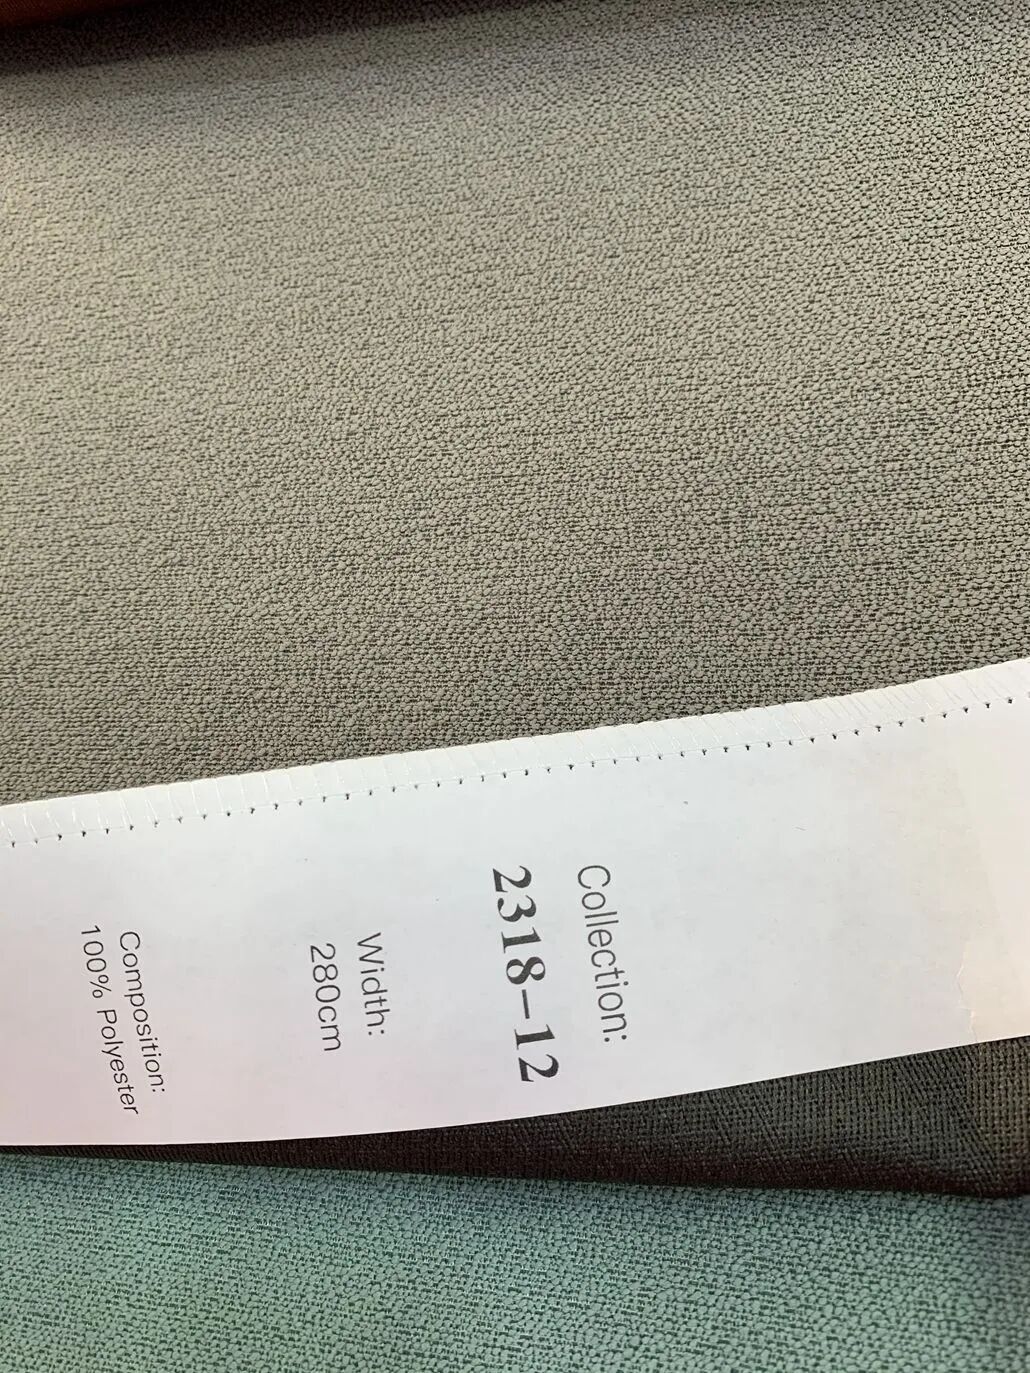 Collection:
2318-12
Width:
280cm
Composition:
100% Polyester